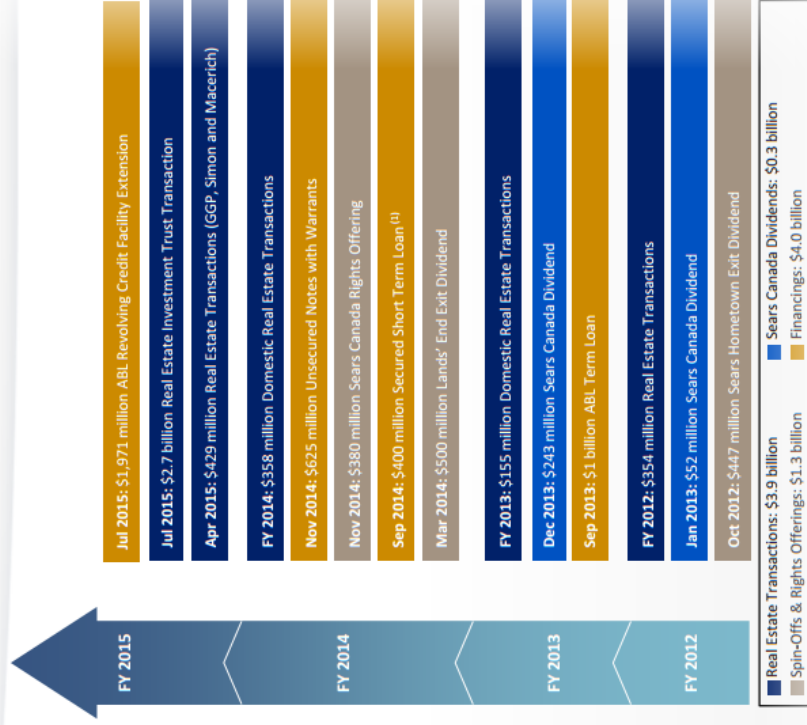 FY 2015
Jul 2015: $1,971 million ABL Revolving Credit Facility Extension
Jul 2015: $2.7 billion Real Estate Investment Trust Transaction
Apr 2015: $429 million Real Estate Transactions (GGP, Simon and Macerich)
FY 2014
FY 2014: $358 million Domestic Real Estate Transactions
Nov 2014: $625 million Unsecured Notes with Warrants
Nov 2014: $380 million Sears Canada Rights Offering
Sep 2014: $400 million Secured Short Term Loan (1)
Mar 2014: $500 million Lands' End Exit Dividend
FY 2013
FY 2013: $155 million Domestic Real Estate Transactions
Dec 2013: $243 million Sears Canada Dividend
Sep 2013: $1 billion ABL Term Loan
FY 2012
FY 2012: $354 million Real Estate Transactions
Jan 2013: $52 million Sears Canada Dividend
Oct 2012: $447 million Sears Hometown Exit Dividend
Real Estate Transactions: $3.9 billion
Sears Canada Dividends: $0.3 billion
Spin-Offs & Rights Offerings: $1.3 billion
Financings: $4.0 billion